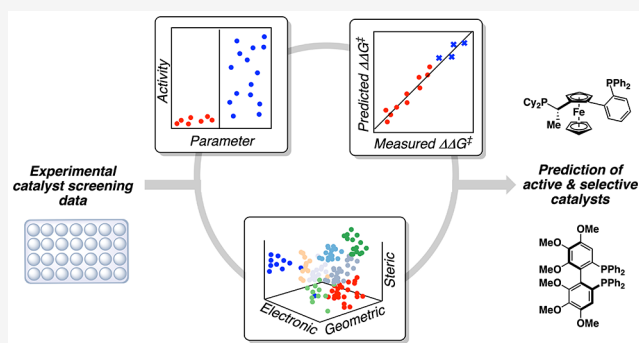 Activity
Parameter
Predicted ΔΔG‡
Measured ΔΔG‡
Experimental
catalyst screening
data
Electronic
Geometric
Steric
Prediction of
active & selective
catalysts
PPh2
Cy2P
Fe
Me
OMe
MeO
MeO
PPh2
MeO
PPh2
MeO
MeO
OMe